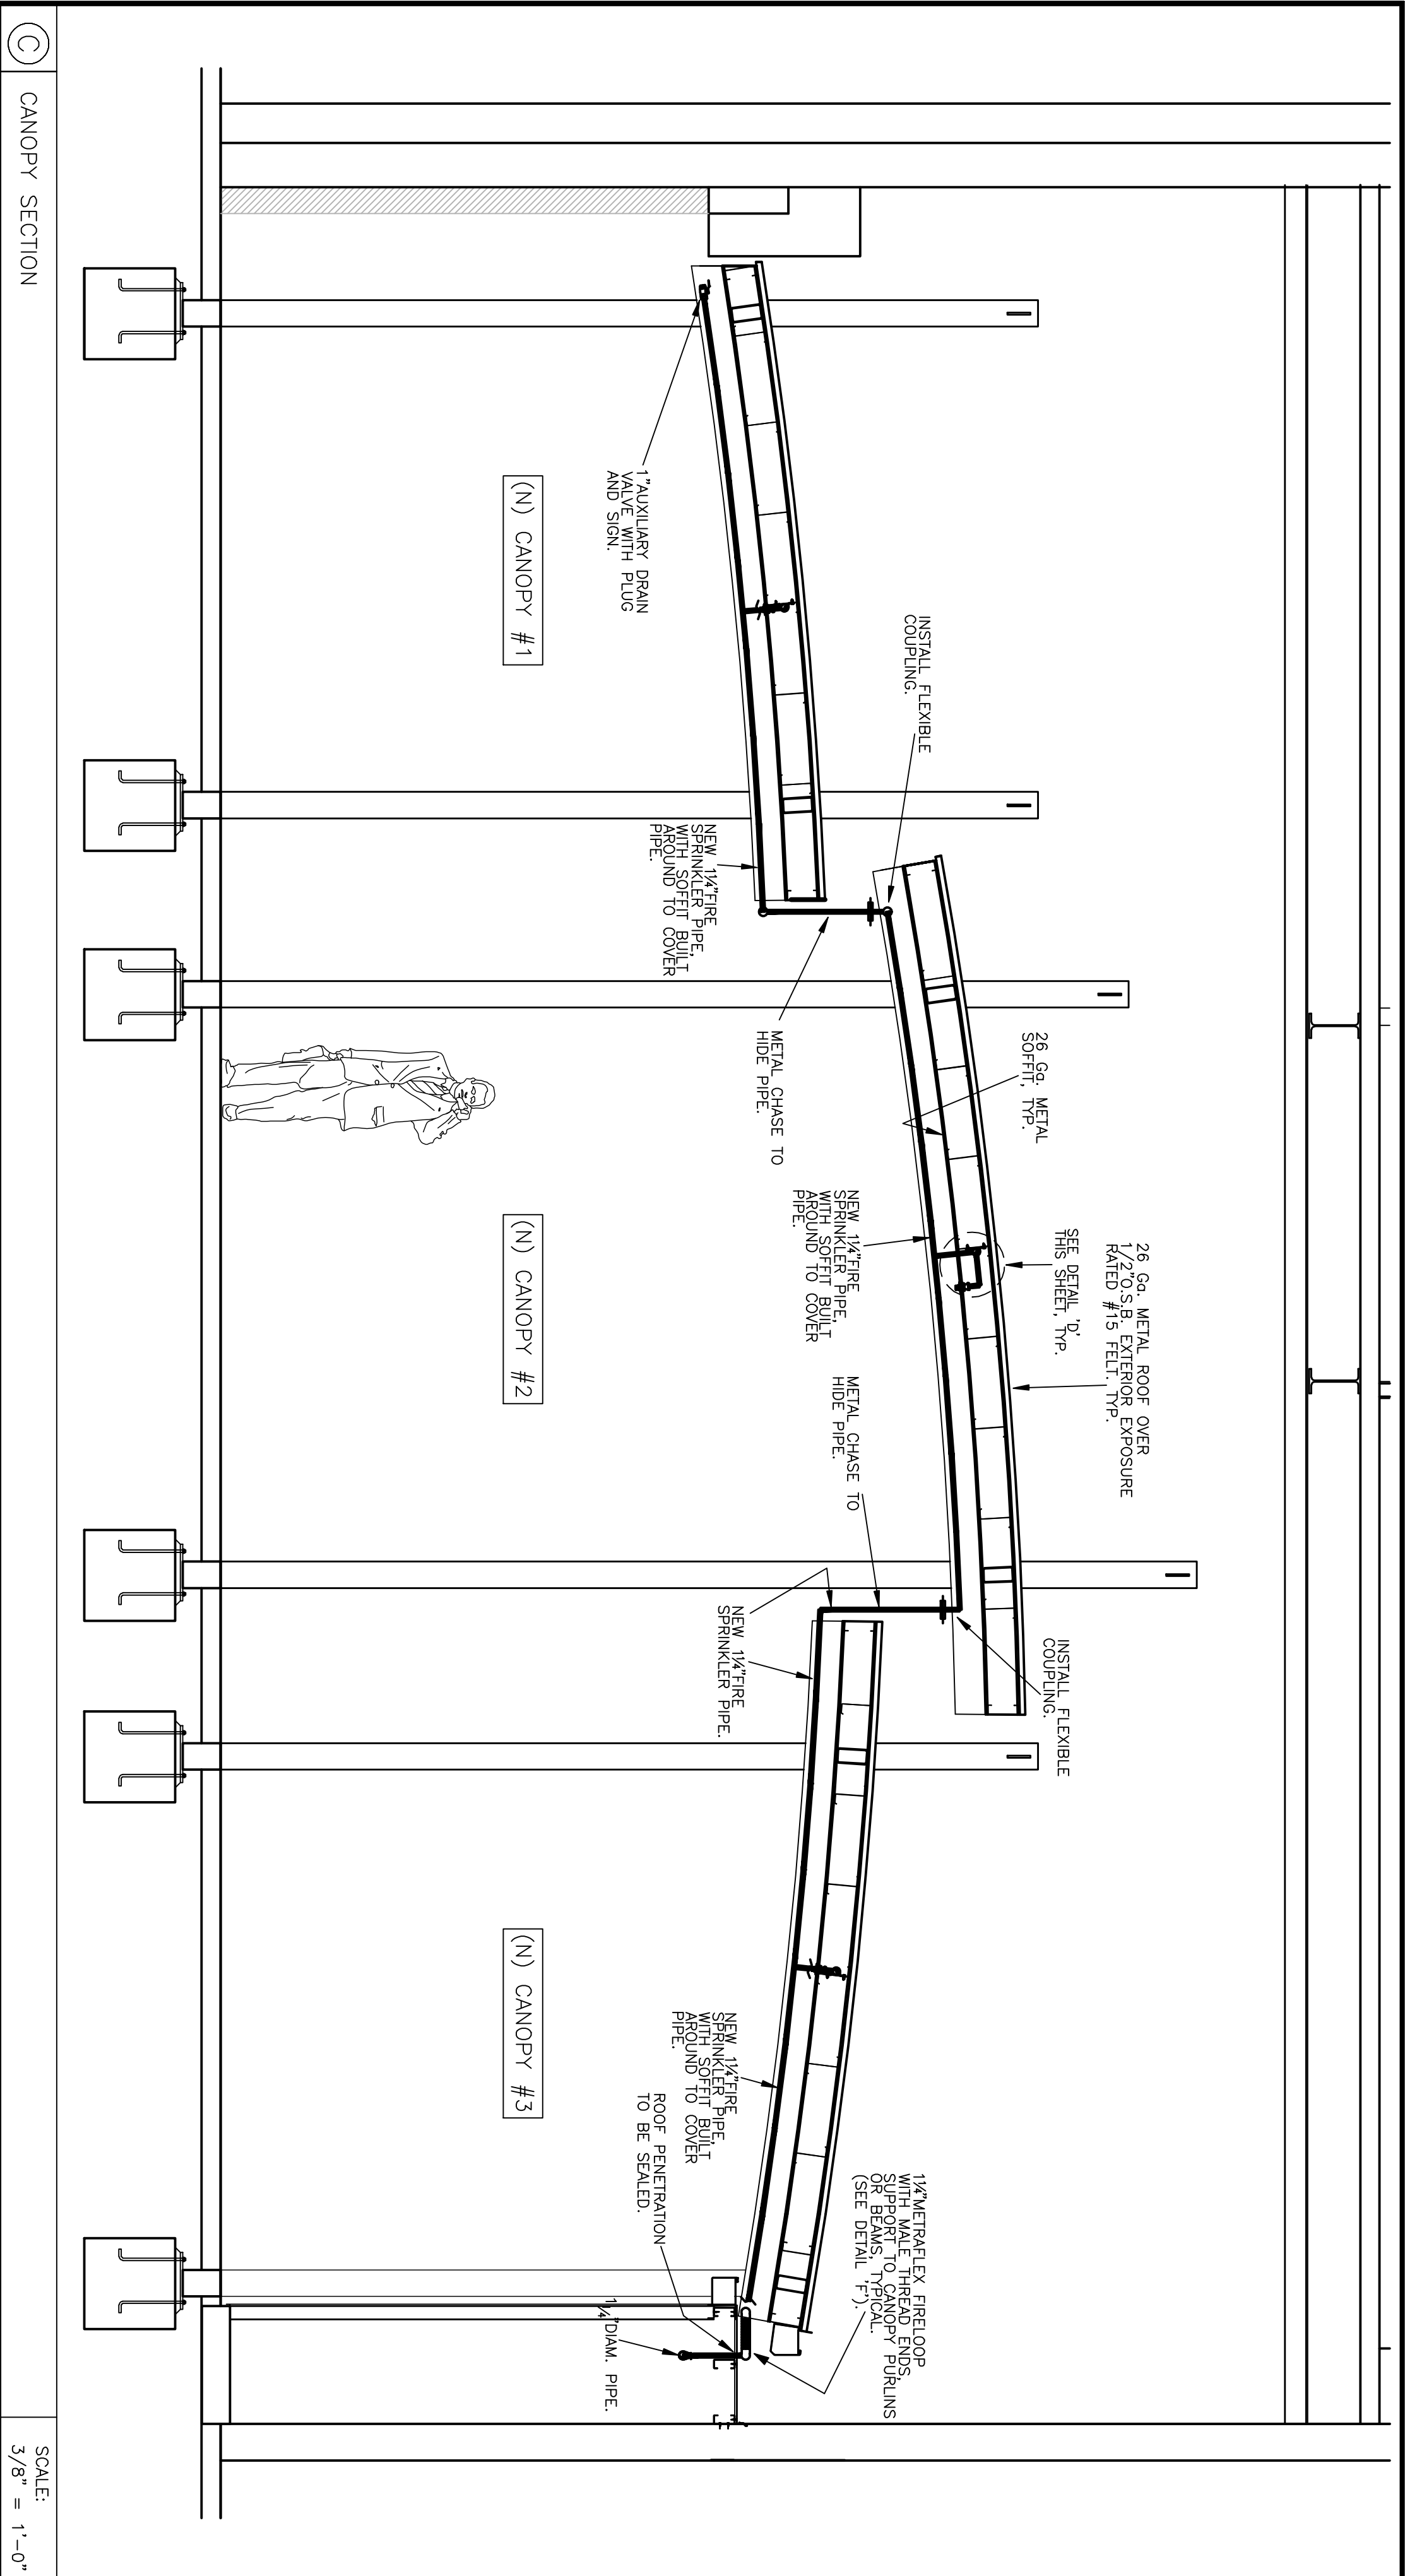 26 Ga. METAL ROOF OVER
1/2"O.S.B. EXTERIOR EXPOSURE
RATED #15 FELT. TYP.
SEE DETAIL 'D'
THIS SHEET, TYP.
26 Ga. METAL
SOFFIT, TYP.
INSTALL FLEXIBLE
COUPLING.
INSTALL FLEXIBLE
COUPLING.
1¼"METRAFLEX FIRELOOP
WITH MALE THREAD ENDS,
SUPPORT TO CANOPY PURLINS
OR BEAMS, TYPICAL.
(SEE DETAIL 'F').
METAL CHASE TO
HIDE PIPE.
NEW 1¼"FIRE
SPRINKLER PIPE,
WITH SOFFIT BUILT
AROUND TO COVER
PIPE.
METAL CHASE TO
HIDE PIPE.
NEW 1¼"FIRE
SPRINKLER PIPE,
WITH SOFFIT BUILT
AROUND TO COVER
PIPE.
NEW 1¼"FIRE
SPRINKLER PIPE.
NEW 1¼"FIRE
SPRINKLER PIPE,
WITH SOFFIT BUILT
AROUND TO COVER
PIPE.
1"AUXILIARY DRAIN
VALVE WITH PLUG
AND SIGN.
ROOF PENETRATION
TO BE SEALED.
1¼"DIAM. PIPE.
(N) CANOPY #1
(N) CANOPY #2
(N) CANOPY #3
C
CANOPY SECTION
SCALE:
3/8" = 1'-0"